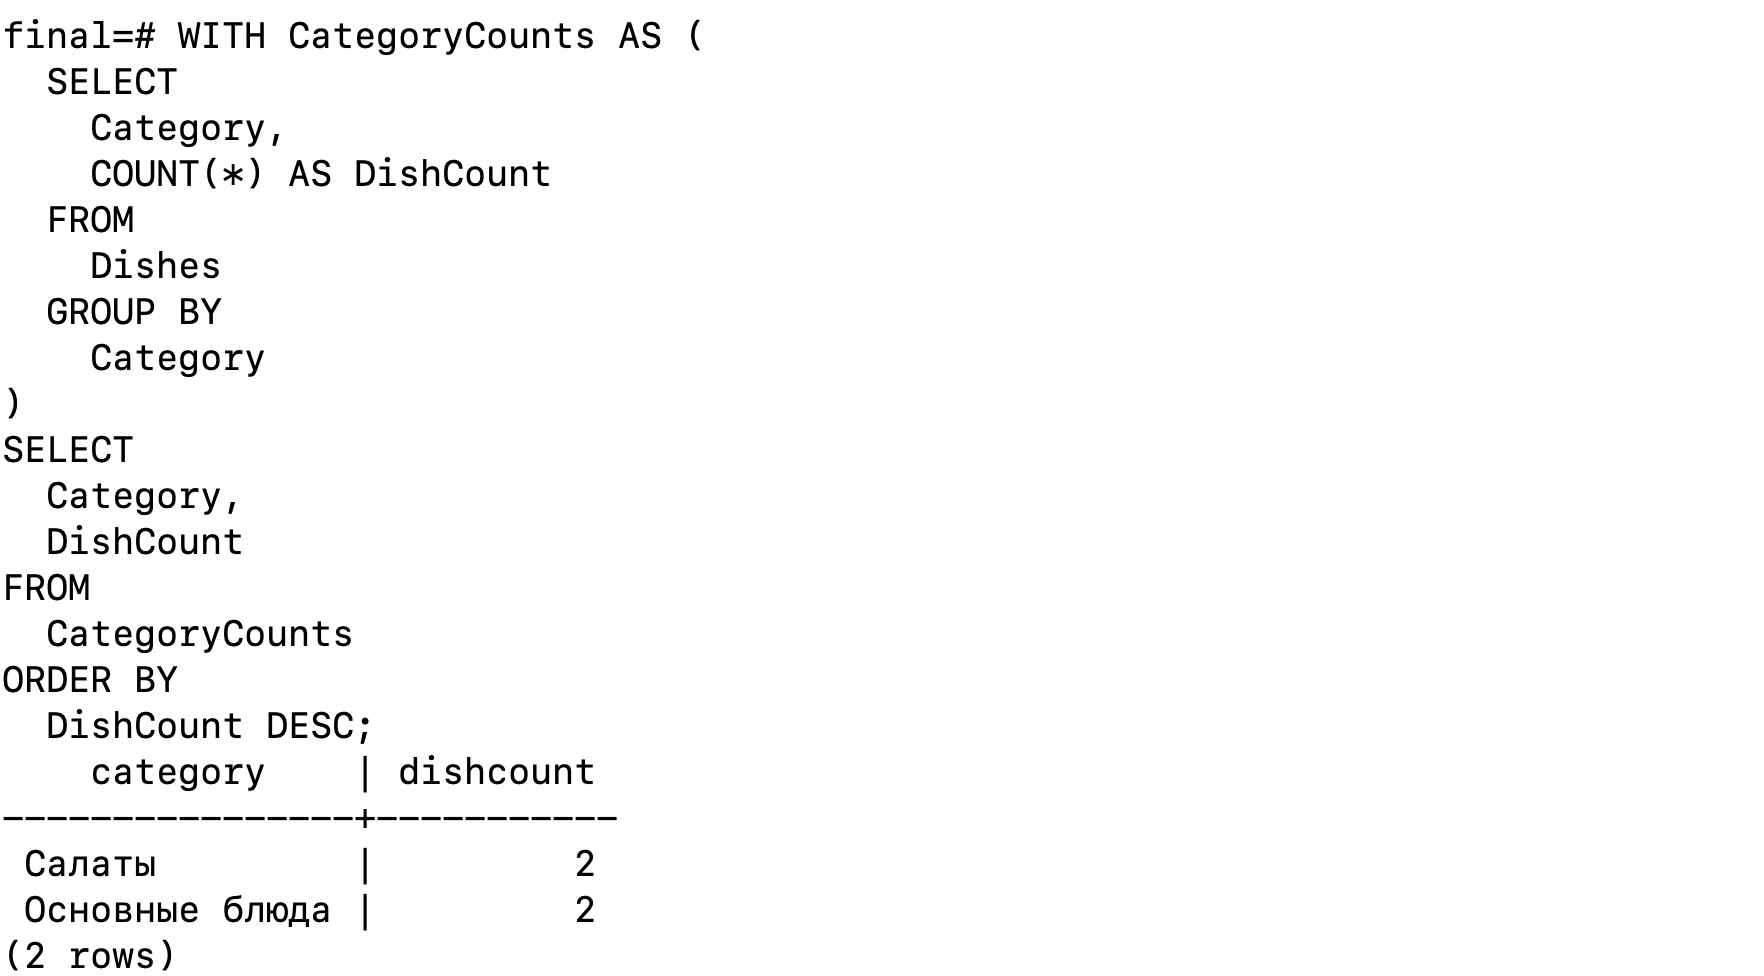 final=# WITH CategoryCounts AS (
  SELECT
    Category,
    COUNT(*) AS DishCount
  FROM
    Dishes
  GROUP BY
    Category
)
SELECT
  Category,
  DishCount
FROM
  CategoryCounts
ORDER BY
  DishCount DESC;
    category    | dishcount
----------------+-----------
 Салаты         |         2
 Основные блюда |         2
(2 rows)